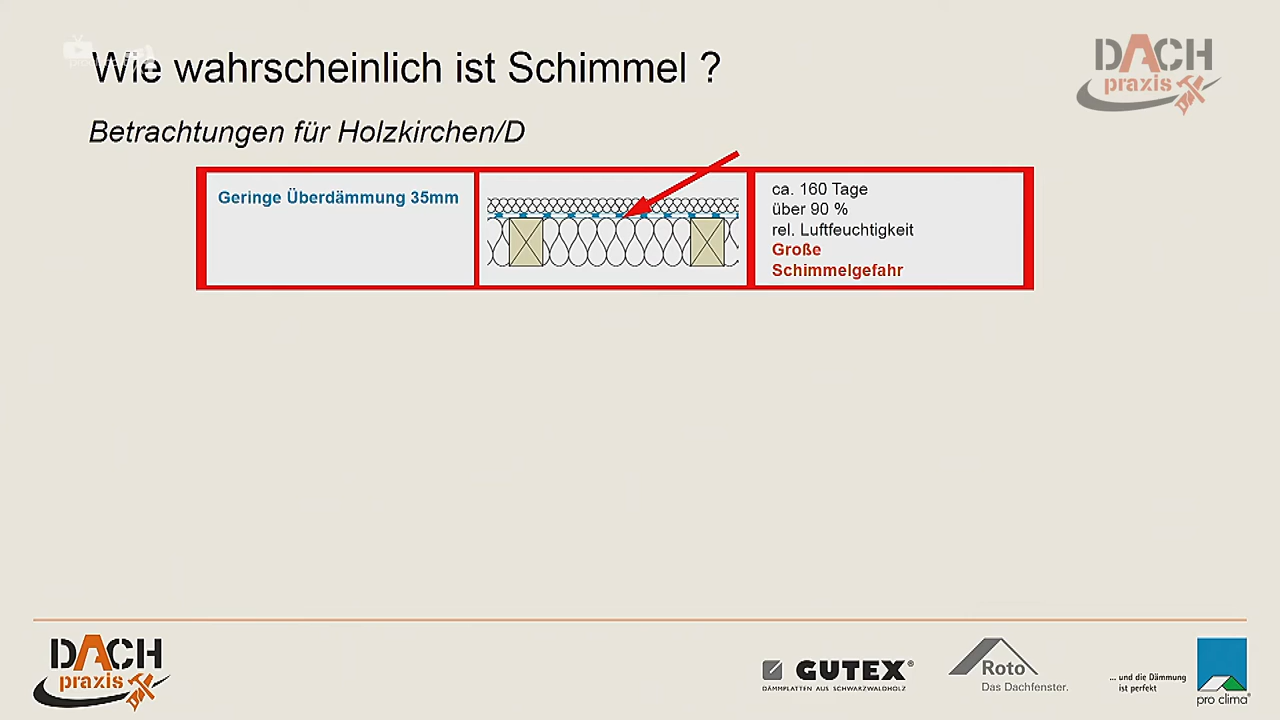 Wie wahrscheinlich ist Schimmel ?
DACH
praxis
Betrachtungen für Holzkirchen/D
Geringe Überdämmung 35mm
ca. 160 Tage
über 90 %
rel. Luftfeuchtigkeit
Große
Schimmelgefahr
DACH
praxis
GUTEX®
DÄMMPLATTEN AUS SCHWARZWALDHOLZ
Roto
Das Dachfenster.
... und die Dämmung
ist perfekt
pro clima®